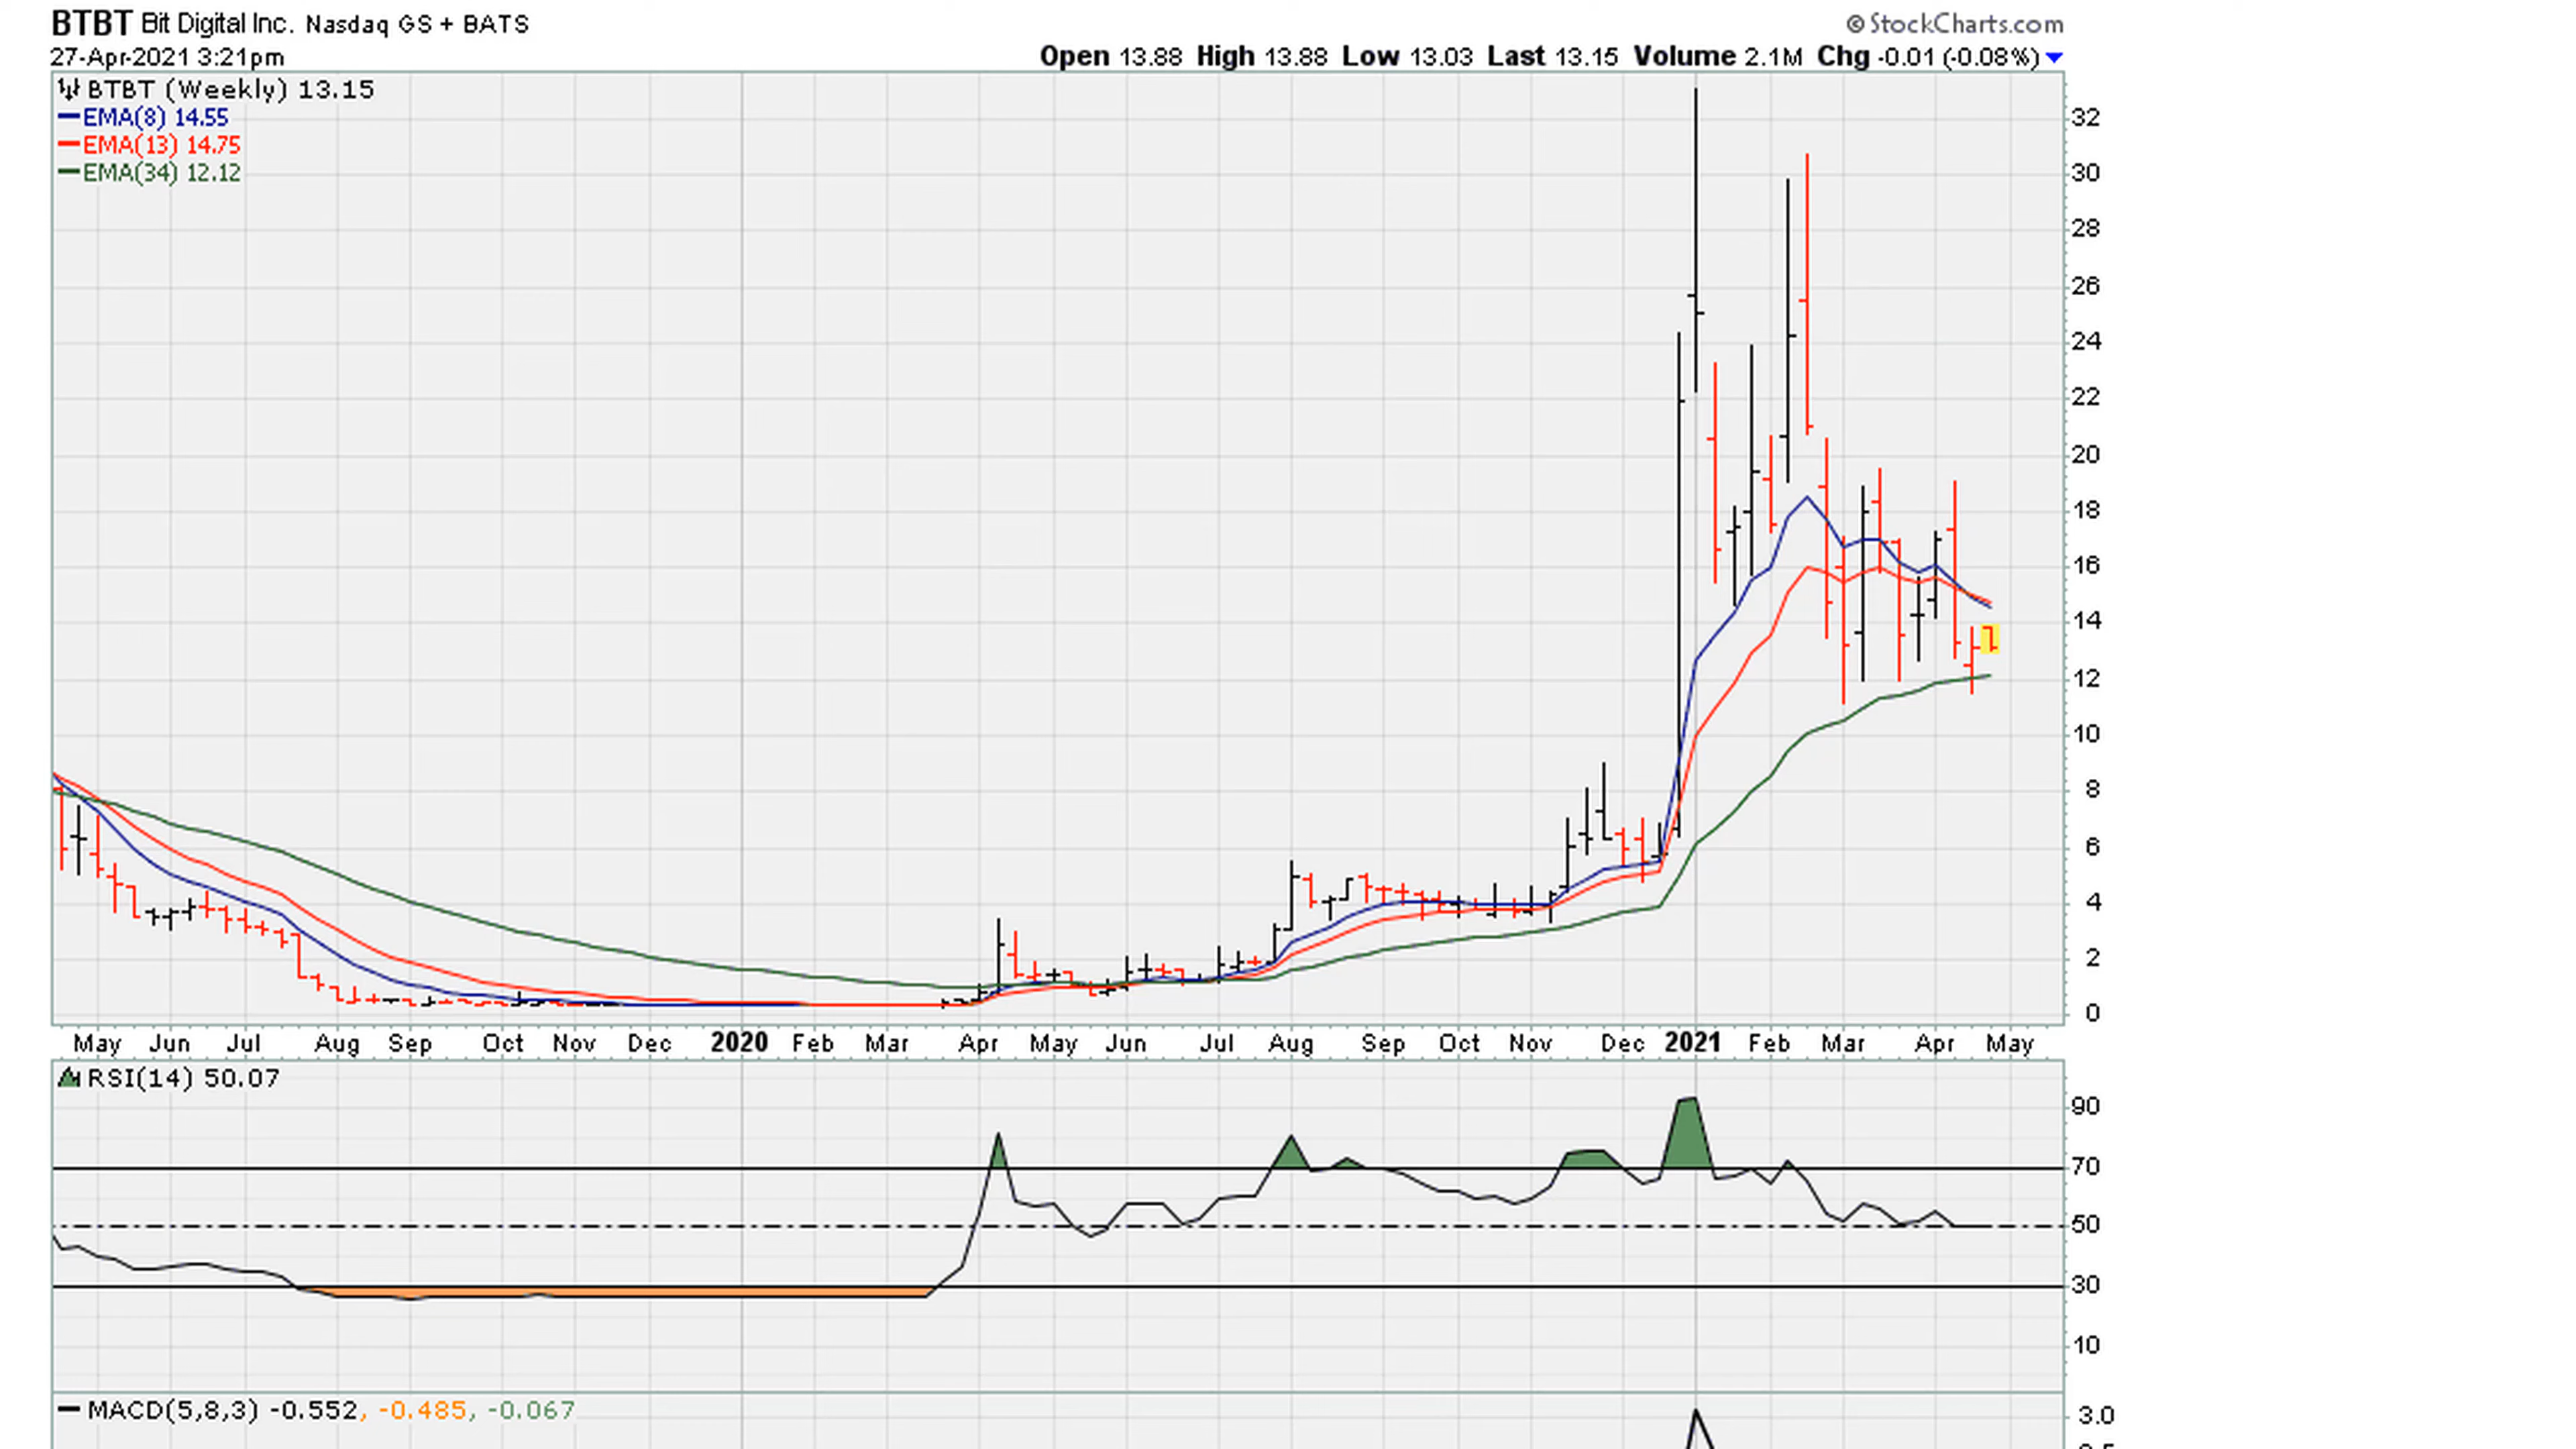 BTBT Bit Digital Inc. Nasdaq GS + BATS
© StockCharts.com
27-Apr-2021 3:21pm
Open 13.88 High 13.88 Low 13.03 Last 13.15 Volume 2.1M Chg -0.01 (-0.08%)
BTBT (Weekly) 13.15
EMA(8) 14.55
EMA(13) 14.75
EMA(34) 12.12
32
30
28
26
24
22
20
18
16
14
12
10
8
6
4
2
0
May Jun Jul Aug Sep Oct Nov Dec 2020 Feb Mar Apr May Jun Jul Aug Sep Oct Nov Dec 2021 Feb Mar Apr May
RSI(14) 50.07
90
70
50
30
10
MACD(5,8,3) -0.552, -0.485, -0.067
3.0